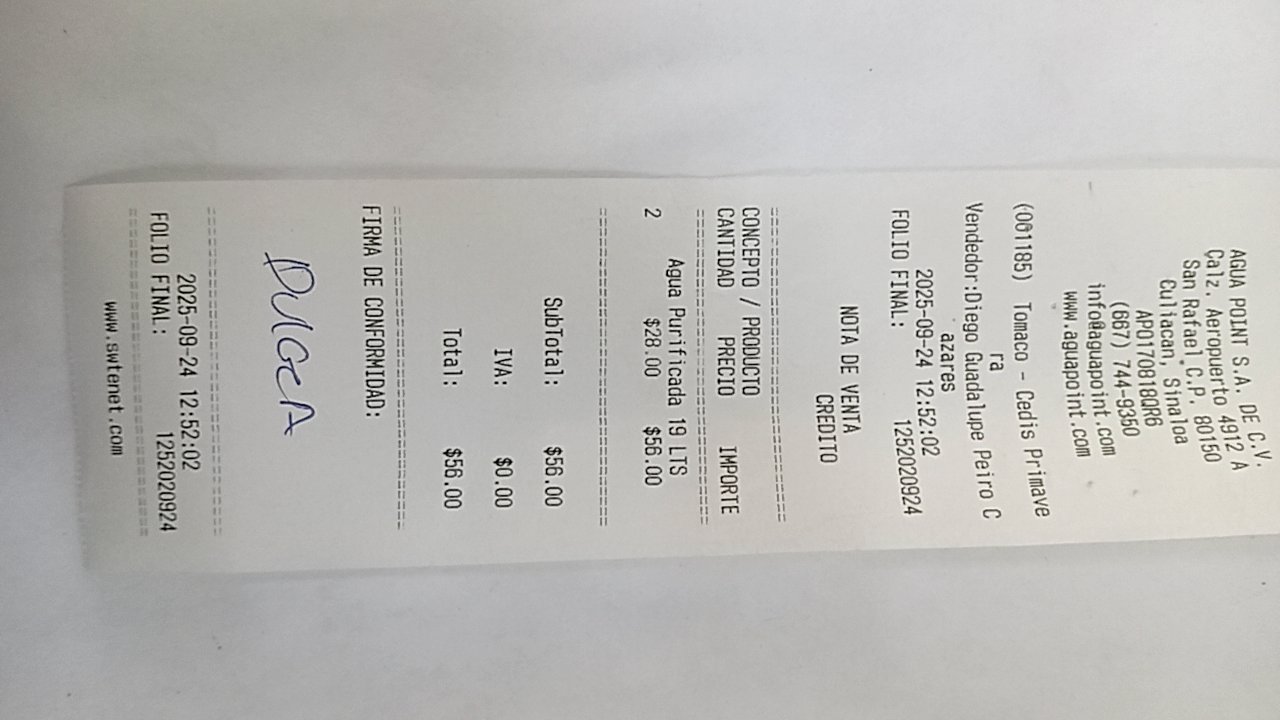 AGUA POINT S.A. DE C.V.
Calz. Aeropuerto 4912 A
San Rafael C.P. 80150
Culiacan, Sinaloa
APO170818QR6
(667) 744-9350
info@aguapoint.com
www.aguapoint.com
(001185) Tomaco - Cedis Primave
ra
Vendedor:Diego Guadalupe Peiro C
azares
2025-09-24 12:52:02
FOLIO FINAL: 1252020924
NOTA DE VENTA
CREDITO
==================================
CONCEPTO / PRODUCTO
CANTIDAD PRECIO IMPORTE
==================================
Agua Purificada 19 LTS
2 $28.00 $56.00
==================================
SubTotal: $56.00
IVA: $0.00
Total: $56.00
==================================
FIRMA DE CONFORMIDAD:
==================================
2025-09-24 12:52:02
FOLIO FINAL: 1252020924
==================================
www.swtenet.com